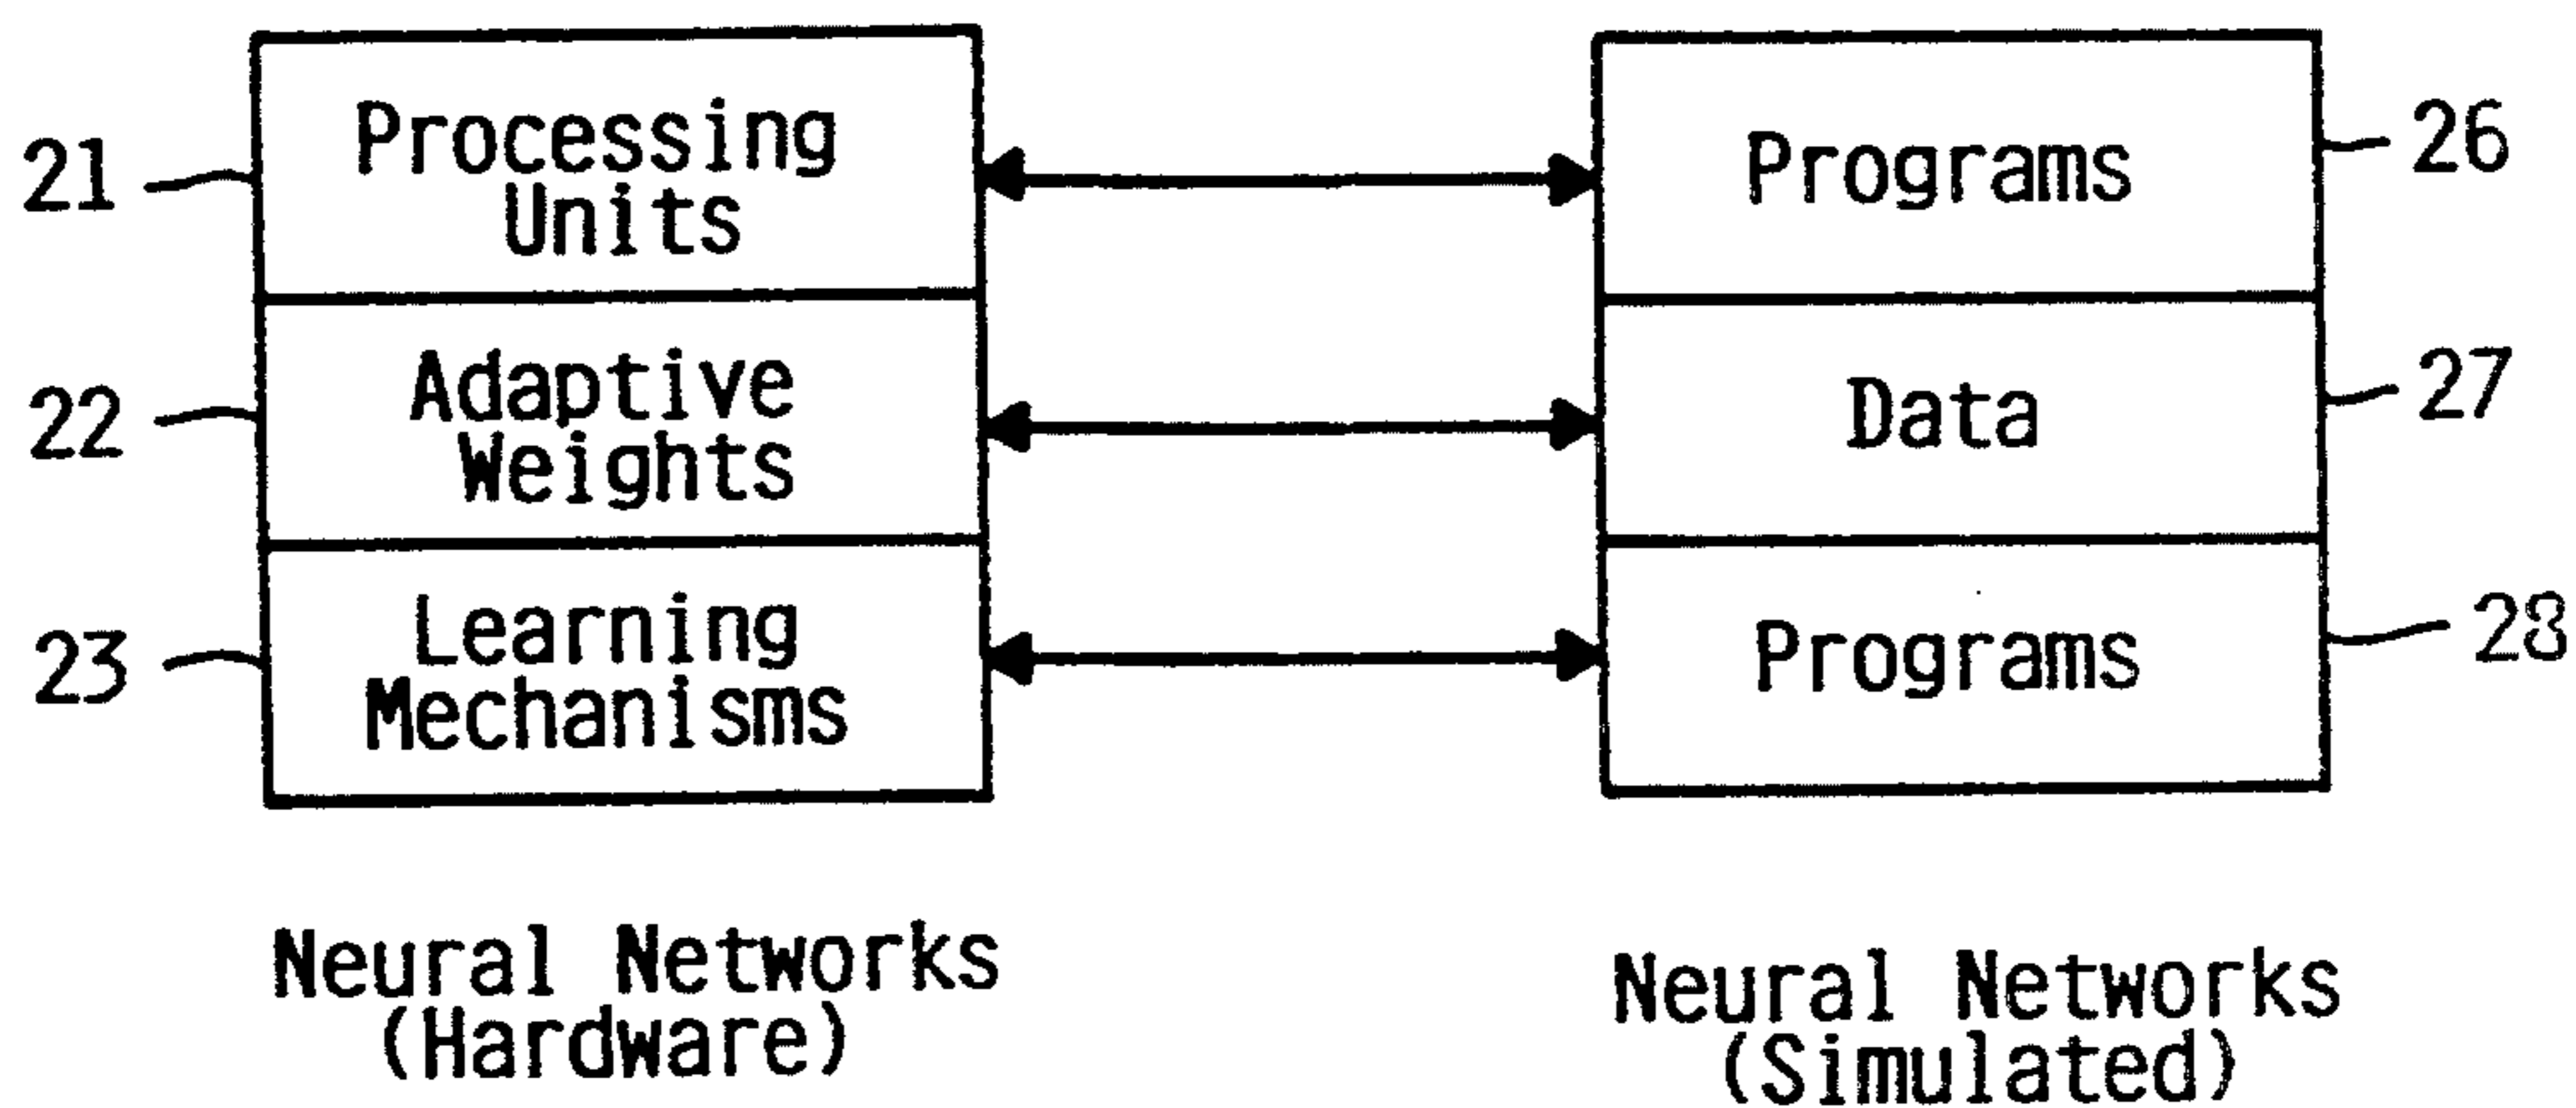 21
Processing
Units
Programs
26
22
Adaptive
Weights
Data
27
23
Learning
Mechanisms
Programs
28
Neural Networks
(Hardware)
Neural Networks
(Simulated)